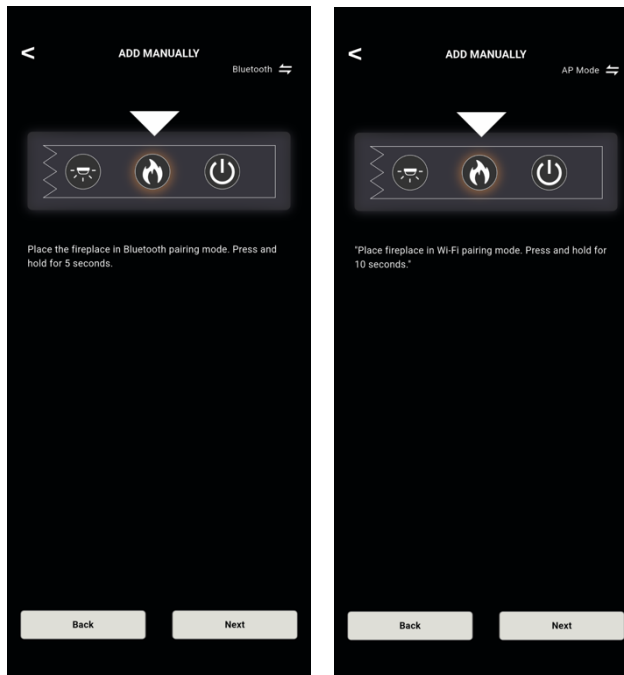 <
ADD MANUALLY
Bluetooth
Place the fireplace in Bluetooth pairing mode. Press and
hold for 5 seconds.
Back
Next
<
ADD MANUALLY
AP Mode
"Place fireplace in Wi-Fi pairing mode. Press and hold for
10 seconds."
Back
Next